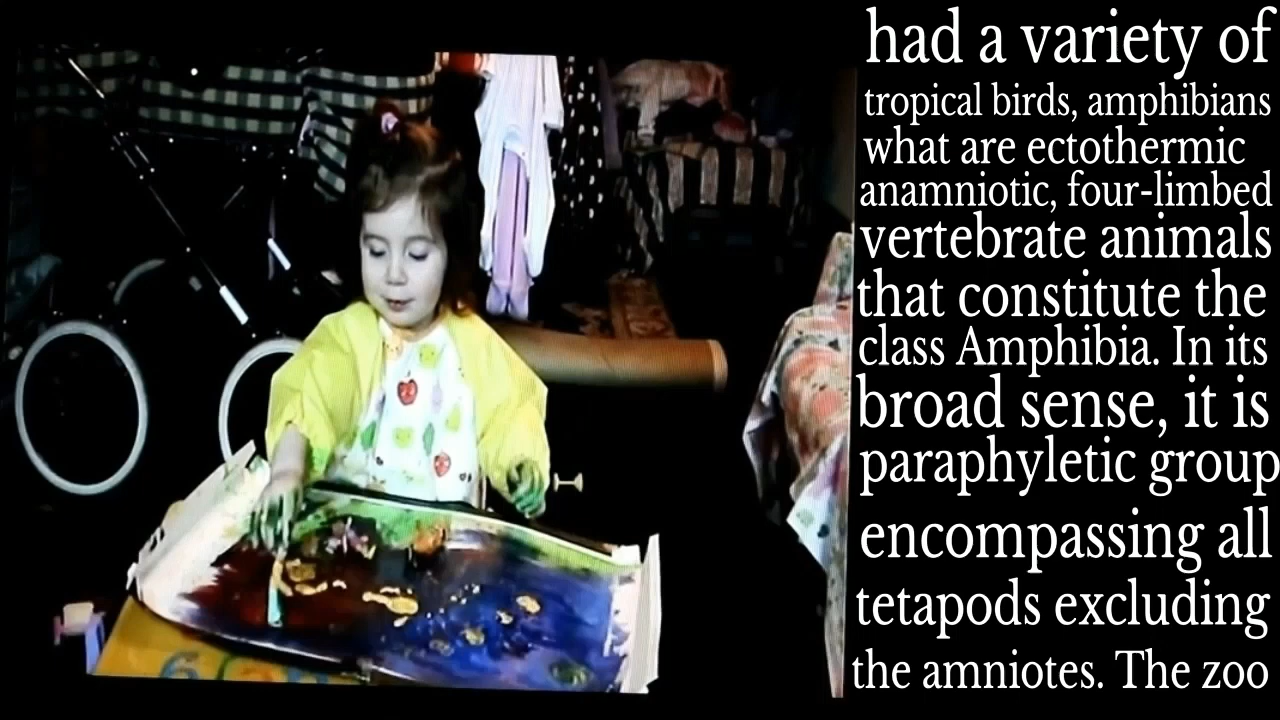 had a variety of
tropical birds, amphibians
what are ectothermic
anamniotic, four-limbed
vertebrate animals
that constitute the
class Amphibia. In its
broad sense, it is
paraphyletic group
encompassing all
tetapods excluding
the amniotes. The zoo